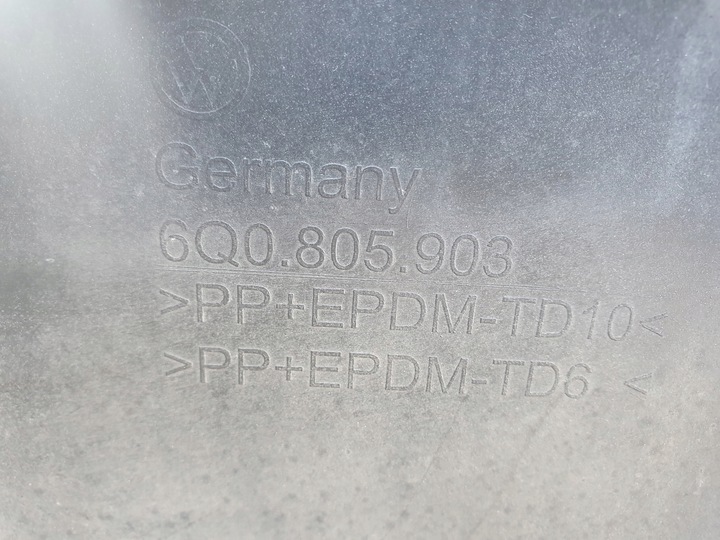 Germany
6Q0.805.903
>PP+EPDM-TD10<
>PP+EPDM-TD6 <